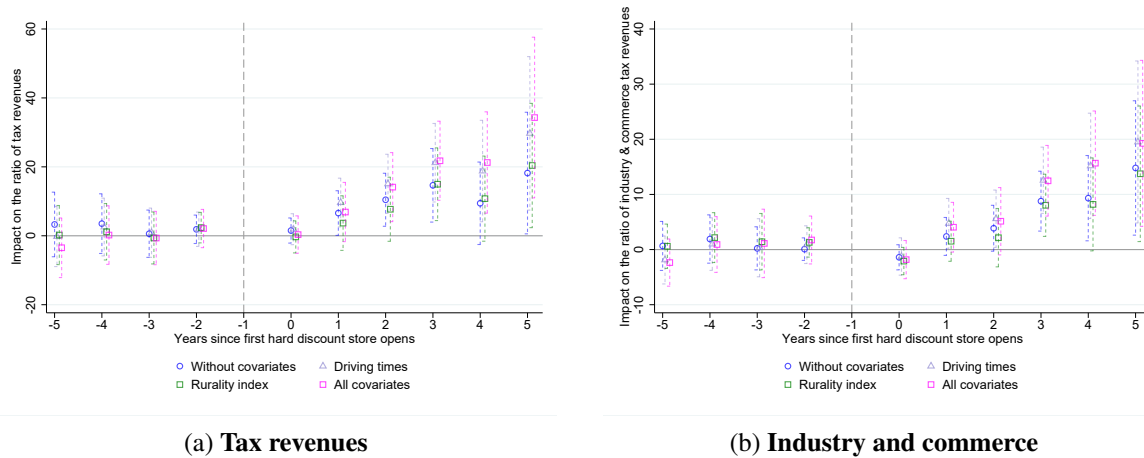 Impact on the ratio of tax revenues
60
40
20
0
-20
-5 -4 -3 -2 -1 0 1 2 3 4 5
Years since first hard discount store opens
Without covariates Driving times
Rurality index All covariates
(a) Tax revenues
Impact on the ratio of industry & commerce tax revenues
40
30
20
10
0
-10
-5 -4 -3 -2 -1 0 1 2 3 4 5
Years since first hard discount store opens
Without covariates Driving times
Rurality index All covariates
(b) Industry and commerce